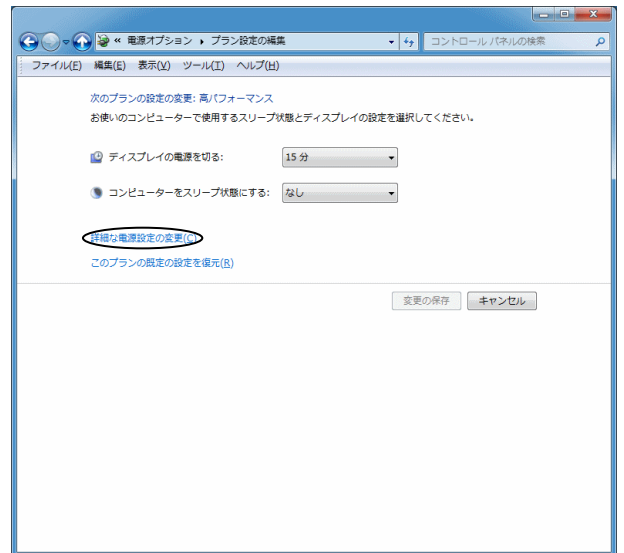 « 電源オプション ▸ プラン設定の編集
コントロール パネルの検索
ファイル(F) 編集(E) 表示(V) ツール(T) ヘルプ(H)
次のプランの設定の変更: 高パフォーマンス
お使いのコンピューターで使用するスリープ状態とディスプレイの設定を選択してください。
ディスプレイの電源を切る: 15 分
コンピューターをスリープ状態にする: なし
詳細な電源設定の変更(C)
このプランの既定の設定を復元(R)
変更の保存 キャンセル